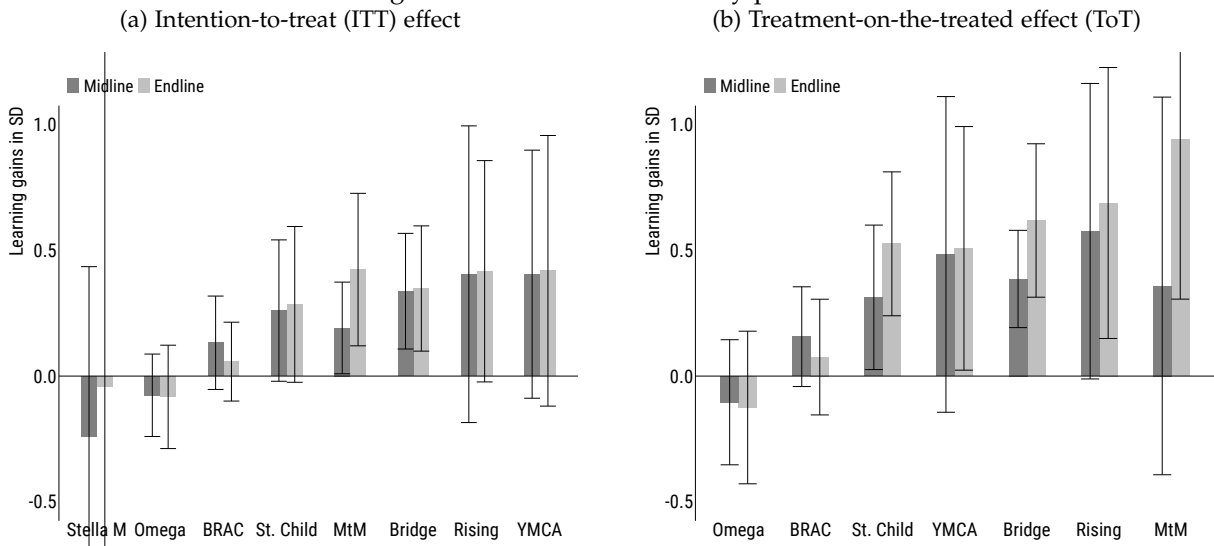 (a) Intention-to-treat (ITT) effect
(b) Treatment-on-the-treated effect (ToT)
Midline Endline
Learning gains in SD
1.0
0.5
0.0
-0.5
Stella M Omega BRAC St. Child MtM Bridge Rising YMCA
Midline Endline
Learning gains in SD
1.0
0.5
0.0
-0.5
Omega BRAC St. Child YMCA Bridge Rising MtM